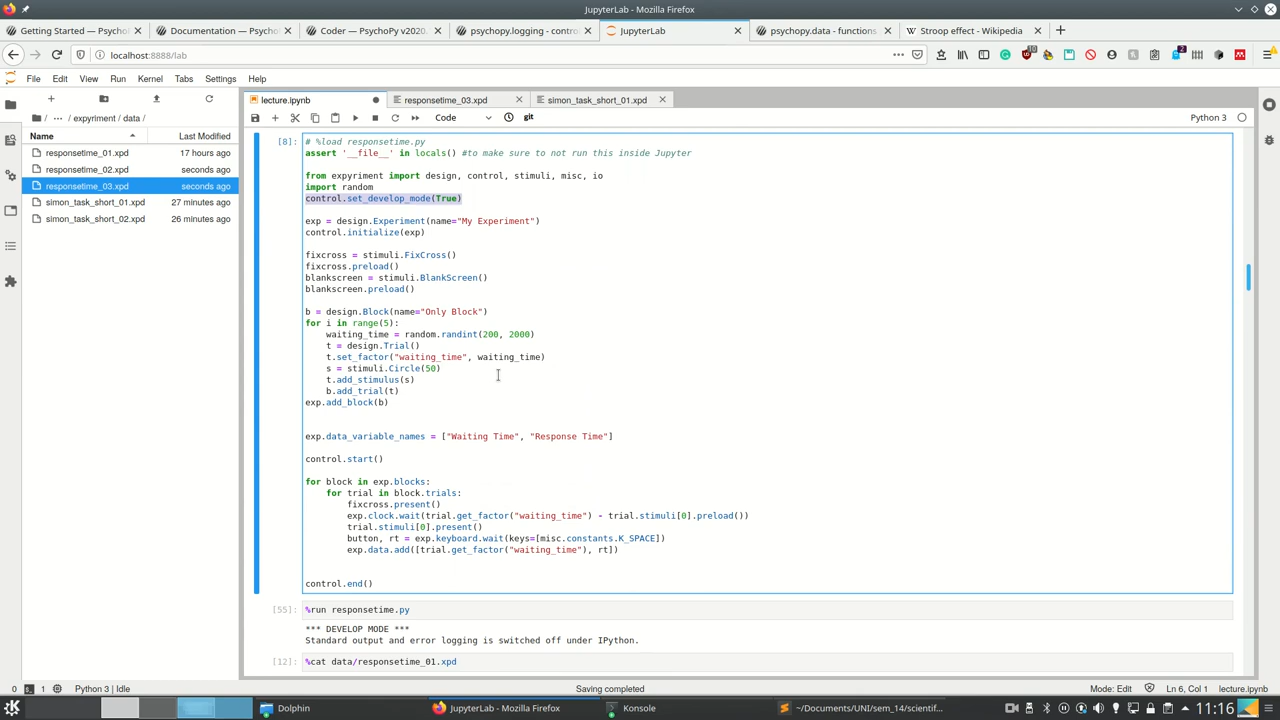 JupyterLab - Mozilla Firefox
Getting Started — PsychoPy
Documentation — PsychoPy
Coder — PsychoPy v2020.
psychopy.logging - contro
JupyterLab
psychopy.data - functions
Stroop effect - Wikipedia
localhost:8888/lab
File Edit View Run Kernel Tabs Settings Help
lecture.ipynb
responsetime_03.xpd
simon_task_short_01.xpd
/ ··· / expyriment / data /
Code
git
Python 3
Name
Last Modified
responsetime_01.xpd 17 hours ago
responsetime_02.xpd seconds ago
responsetime_03.xpd seconds ago
simon_task_short_01.xpd 27 minutes ago
simon_task_short_02.xpd 26 minutes ago
[8]:
# %load responsetime.py
assert '__file__' in locals() #to make sure to not run this inside Jupyter
from expyriment import design, control, stimuli, misc, io
import random
control.set_develop_mode(True)
exp = design.Experiment(name="My Experiment")
control.initialize(exp)
fixcross = stimuli.FixCross()
fixcross.preload()
blankscreen = stimuli.BlankScreen()
blankscreen.preload()
b = design.Block(name="Only Block")
for i in range(5):
    waiting_time = random.randint(200, 2000)
    t = design.Trial()
    t.set_factor("waiting_time", waiting_time)
    s = stimuli.Circle(50)
    t.add_stimulus(s)
    b.add_trial(t)
exp.add_block(b)
exp.data_variable_names = ["Waiting Time", "Response Time"]
control.start()
for block in exp.blocks:
    for trial in block.trials:
        fixcross.present()
        exp.clock.wait(trial.get_factor("waiting_time") - trial.stimuli[0].preload())
        trial.stimuli[0].present()
        button, rt = exp.keyboard.wait(keys=[misc.constants.K_SPACE])
        exp.data.add([trial.get_factor("waiting_time"), rt])
control.end()
[55]: %run responsetime.py
*** DEVELOP MODE ***
Standard output and error logging is switched off under IPython.
[12]: %cat data/responsetime_01.xpd
0 1 Python 3 | Idle
Saving completed
Mode: Edit
Ln 6, Col 1
lecture.ipynb
Dolphin
JupyterLab — Mozilla Firefox
Konsole
~/Documents/UNI/sem_14/scientif...
11:16